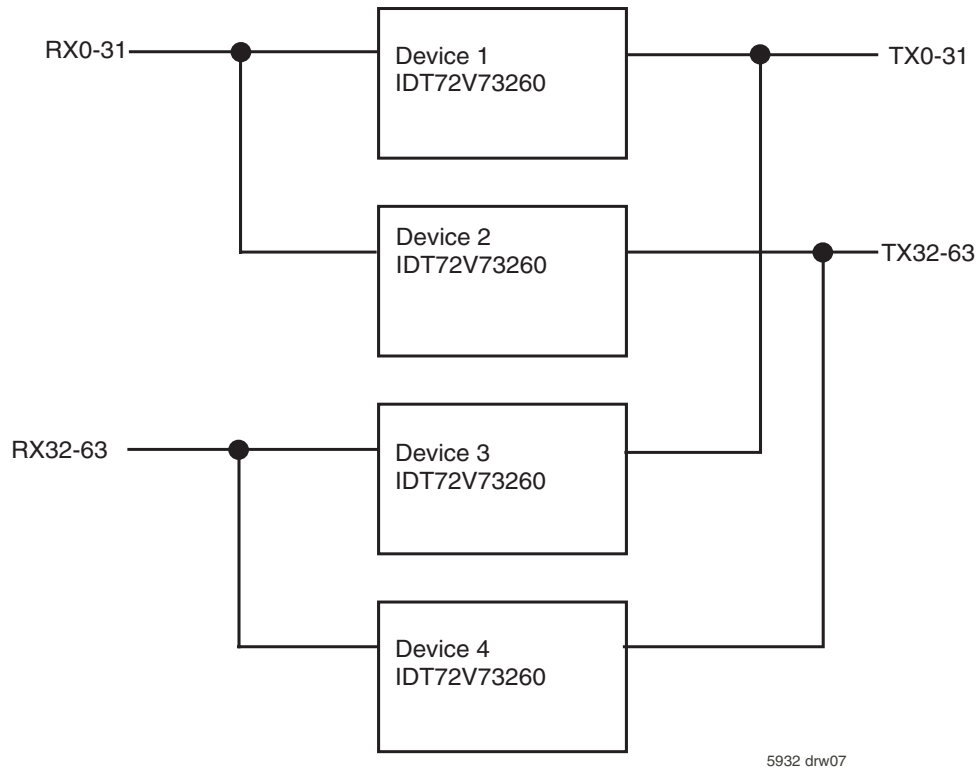 RX0-31
Device 1
IDT72V73260
TX0-31
Device 2
IDT72V73260
TX32-63
RX32-63
Device 3
IDT72V73260
Device 4
IDT72V73260
5932 drw07